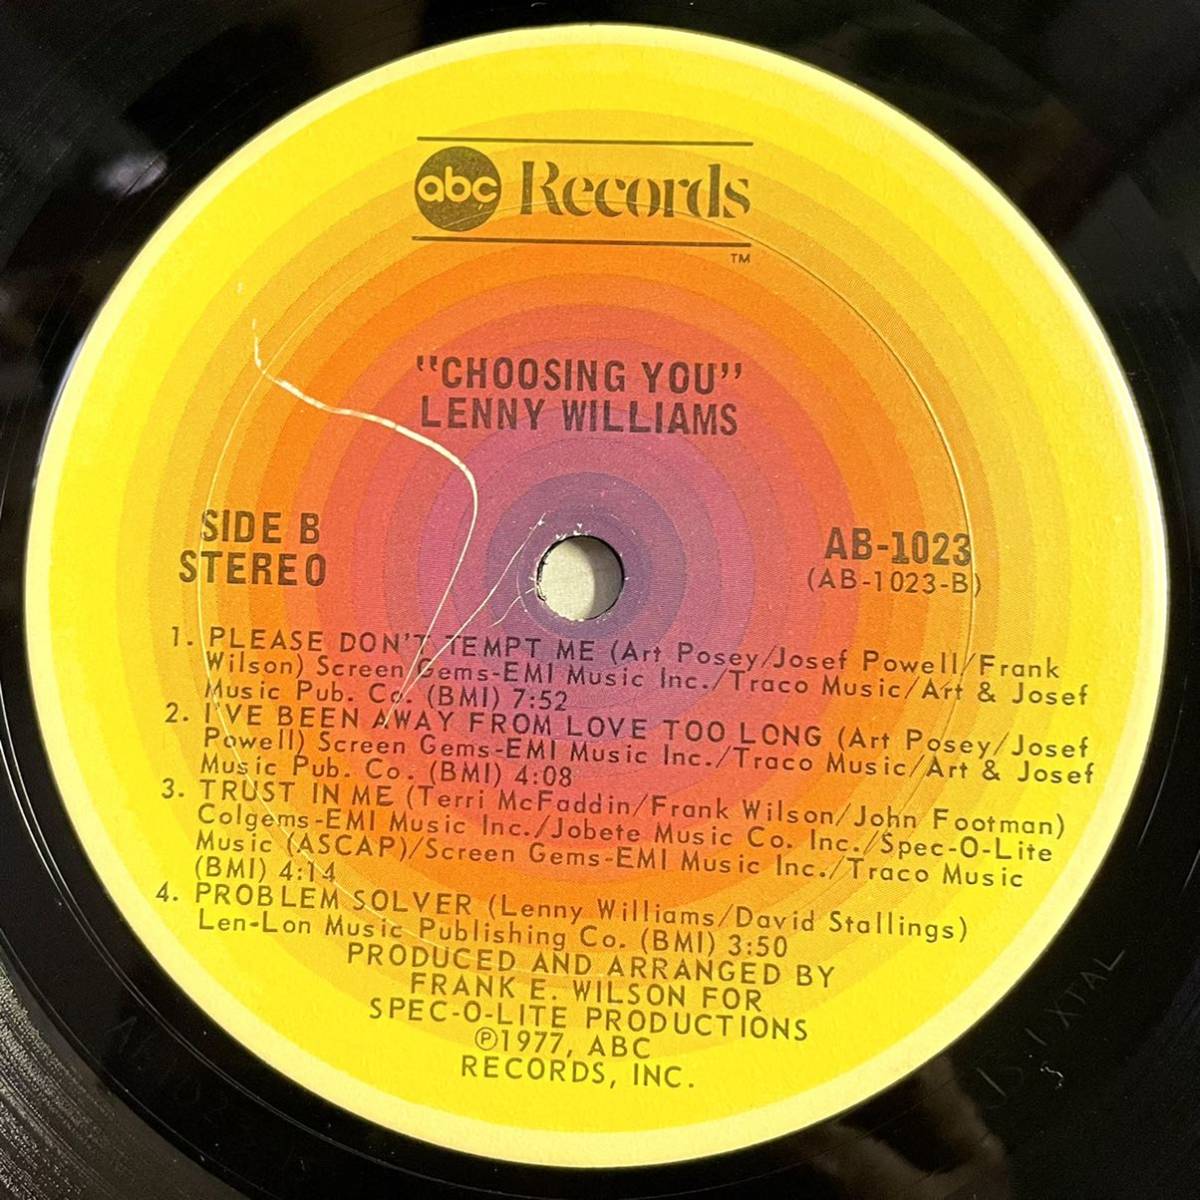 abc Records
TM
"CHOOSING YOU"
LENNY WILLIAMS
SIDE B
STEREO
AB-1023
(AB-1023-B)
1. PLEASE DON'T TEMPT ME (Art Posey/Josef Powell/Frank
Wilson) Screen Gems-EMI Music Inc./Traco Music/Art & Josef
Music Pub. Co. (BMI) 7:52
2. I'VE BEEN AWAY FROM LOVE TOO LONG (Art Posey/Josef
Powell) Screen Gems-EMI Music Inc./Traco Music/Art & Josef
Music Pub. Co. (BMI) 4:08
3. TRUST IN ME (Terri McFaddin/Frank Wilson/John Footman)
Colgems-EMI Music Inc./Jobete Music Co. Inc./Spec-O-Lite
Music (ASCAP)/Screen Gems-EMI Music Inc./Traco Music
(BMI) 4:14
4. PROBLEM SOLVER (Lenny Williams/David Stallings)
Len-Lon Music Publishing Co. (BMI) 3:50
PRODUCED AND ARRANGED BY
FRANK E. WILSON FOR
SPEC-O-LITE PRODUCTIONS
℗1977, ABC
RECORDS, INC.
XTAL